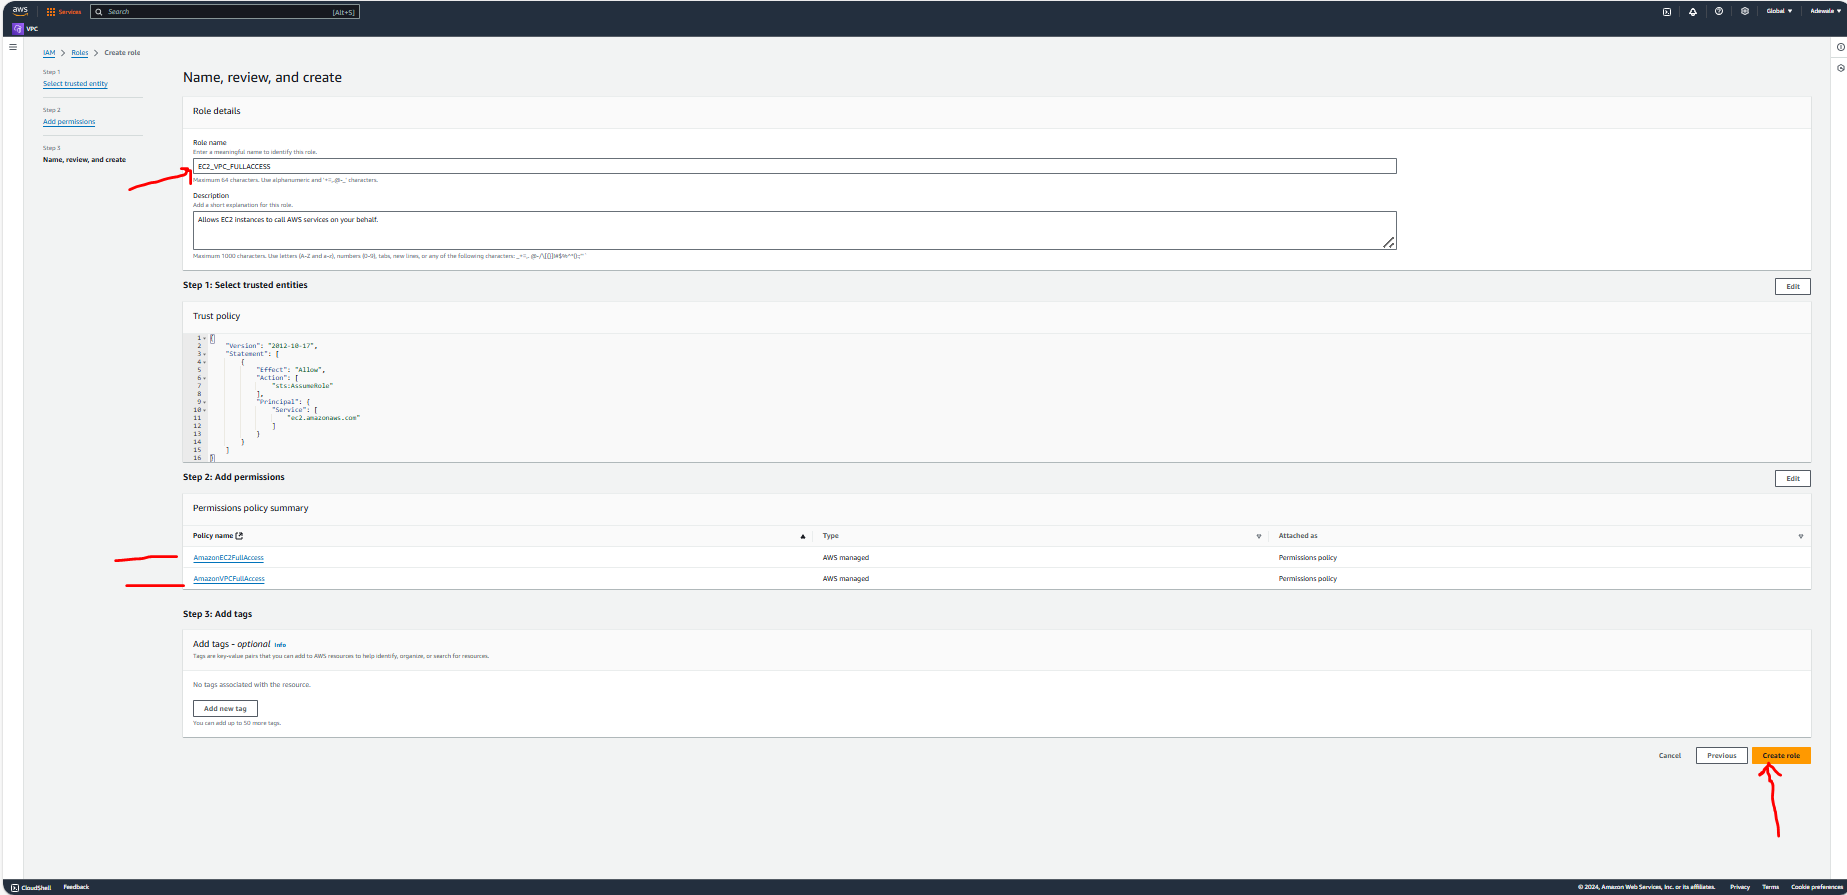 aws
Services
Search
[Alt+S]
Global
Adewale
VPC
IAM > Roles > Create role
Step 1
Select trusted entity
Step 2
Add permissions
Step 3
Name, review, and create
Name, review, and create
Role details
Role name
Enter a meaningful name to identify this role.
EC2_VPC_FULLACCESS
Maximum 64 characters. Use alphanumeric and '+=,.@-_' characters.
Description
Add a short explanation for this role.
Allows EC2 instances to call AWS services on your behalf.
Maximum 1000 characters. Use letters (A-Z and a-z), numbers (0-9), tabs, new lines, or any of the following characters:
Step 1: Select trusted entities
Edit
Trust policy
1 {
2 "Version": "2012-10-17",
3 "Statement": [
4 {
5 "Effect": "Allow",
6 "Action": [
7 "sts:AssumeRole"
8 ],
9 "Principal": {
10 "Service": [
11 "ec2.amazonaws.com"
12 ]
13 }
14 }
15 ]
16 }
Step 2: Add permissions
Edit
Permissions policy summary
Policy name
Type
Attached as
AmazonEC2FullAccess
AWS managed
Permissions policy
AmazonVPCFullAccess
AWS managed
Permissions policy
Step 3: Add tags
Add tags - optional Info
Tags are key-value pairs that you can add to AWS resources to help identify, organize, or search for resources.
No tags associated with the resource.
Add new tag
You can add up to 50 more tags.
Cancel
Previous
Create role
CloudShell
Feedback
© 2024, Amazon Web Services, Inc. or its affiliates.
Privacy
Terms
Cookie preferences